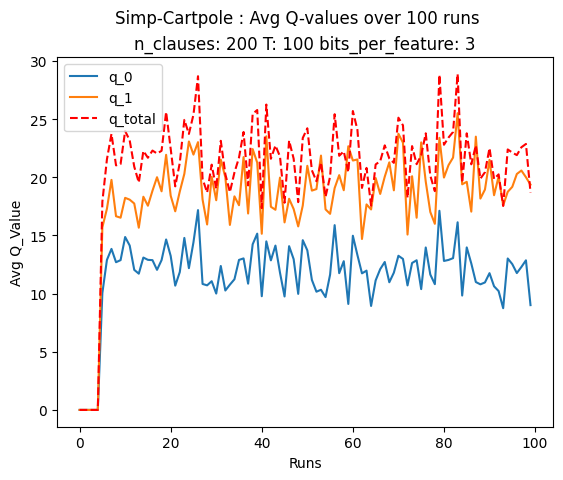 Simp-Cartpole : Avg Q-values over 100 runs
n_clauses: 200 T: 100 bits_per_feature: 3
q_0
q_1
q_total
30
25
20
15
10
5
0
Avg Q_Value
0 20 40 60 80 100
Runs